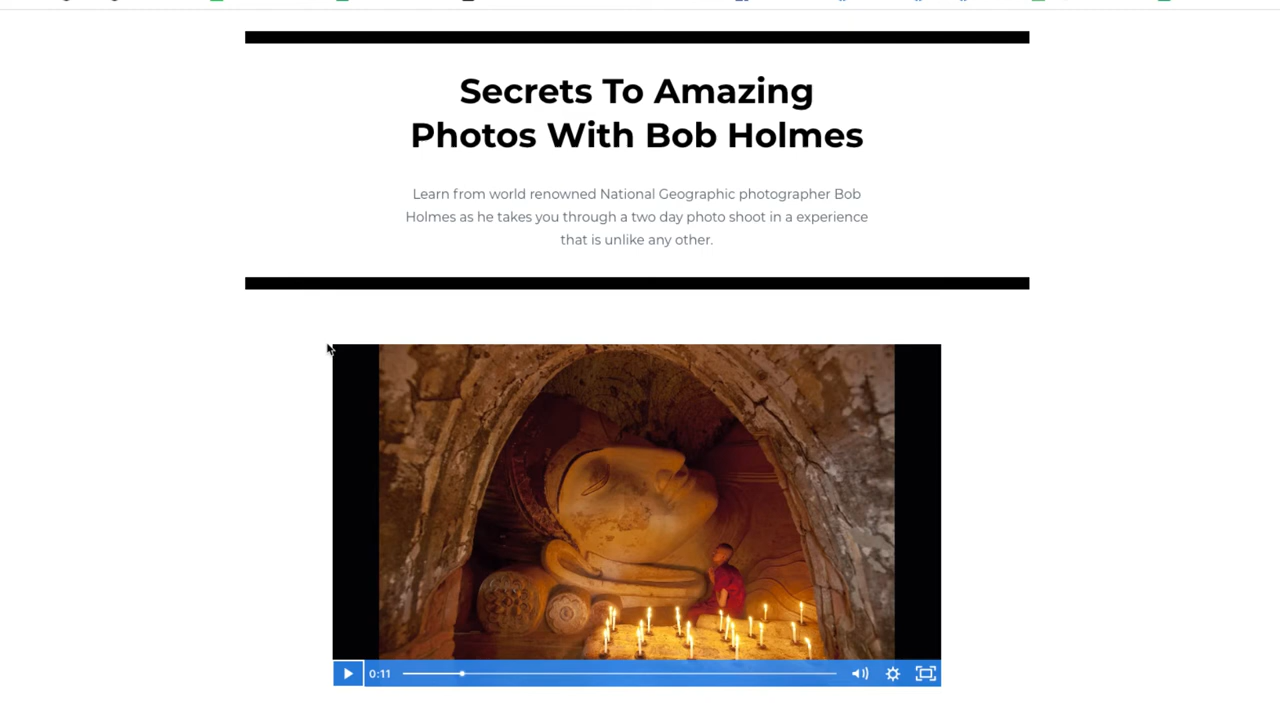 Secrets To Amazing
Photos With Bob Holmes
Learn from world renowned National Geographic photographer Bob
Holmes as he takes you through a two day photo shoot in a experience
that is unlike any other.
0:11